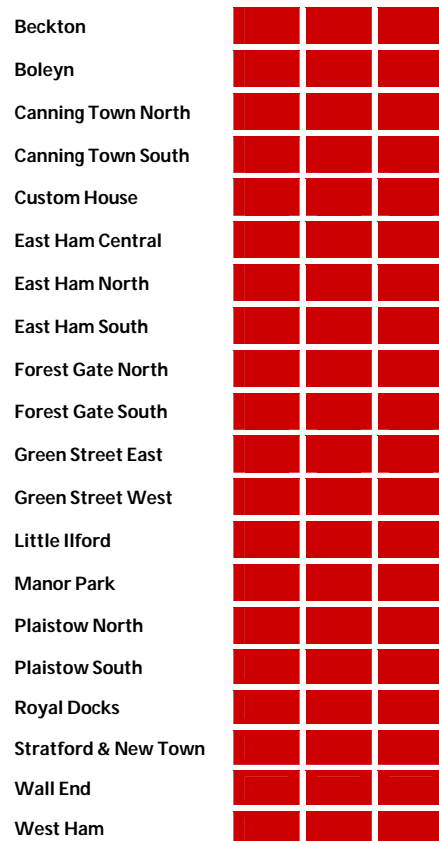 Beckton
Boleyn
Canning Town North
Canning Town South
Custom House
East Ham Central
East Ham North
East Ham South
Forest Gate North
Forest Gate South
Green Street East
Green Street West
Little Ilford
Manor Park
Plaistow North
Plaistow South
Royal Docks
Stratford & New Town
Wall End
West Ham